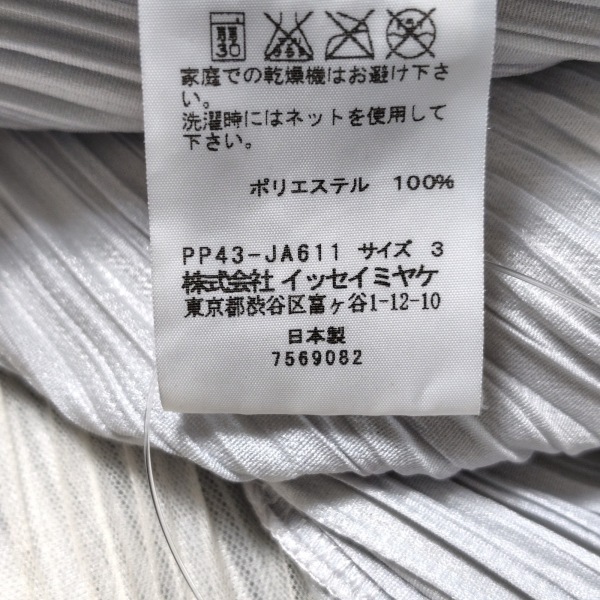 30
家庭での乾燥機はお避け下さ
い。
洗濯時にはネットを使用して
下さい。
ポリエステル 100%
PP43-JA611 サイズ 3
株式会社 イッセイミヤケ
東京都渋谷区富ヶ谷1-12-10
日本製
7569082